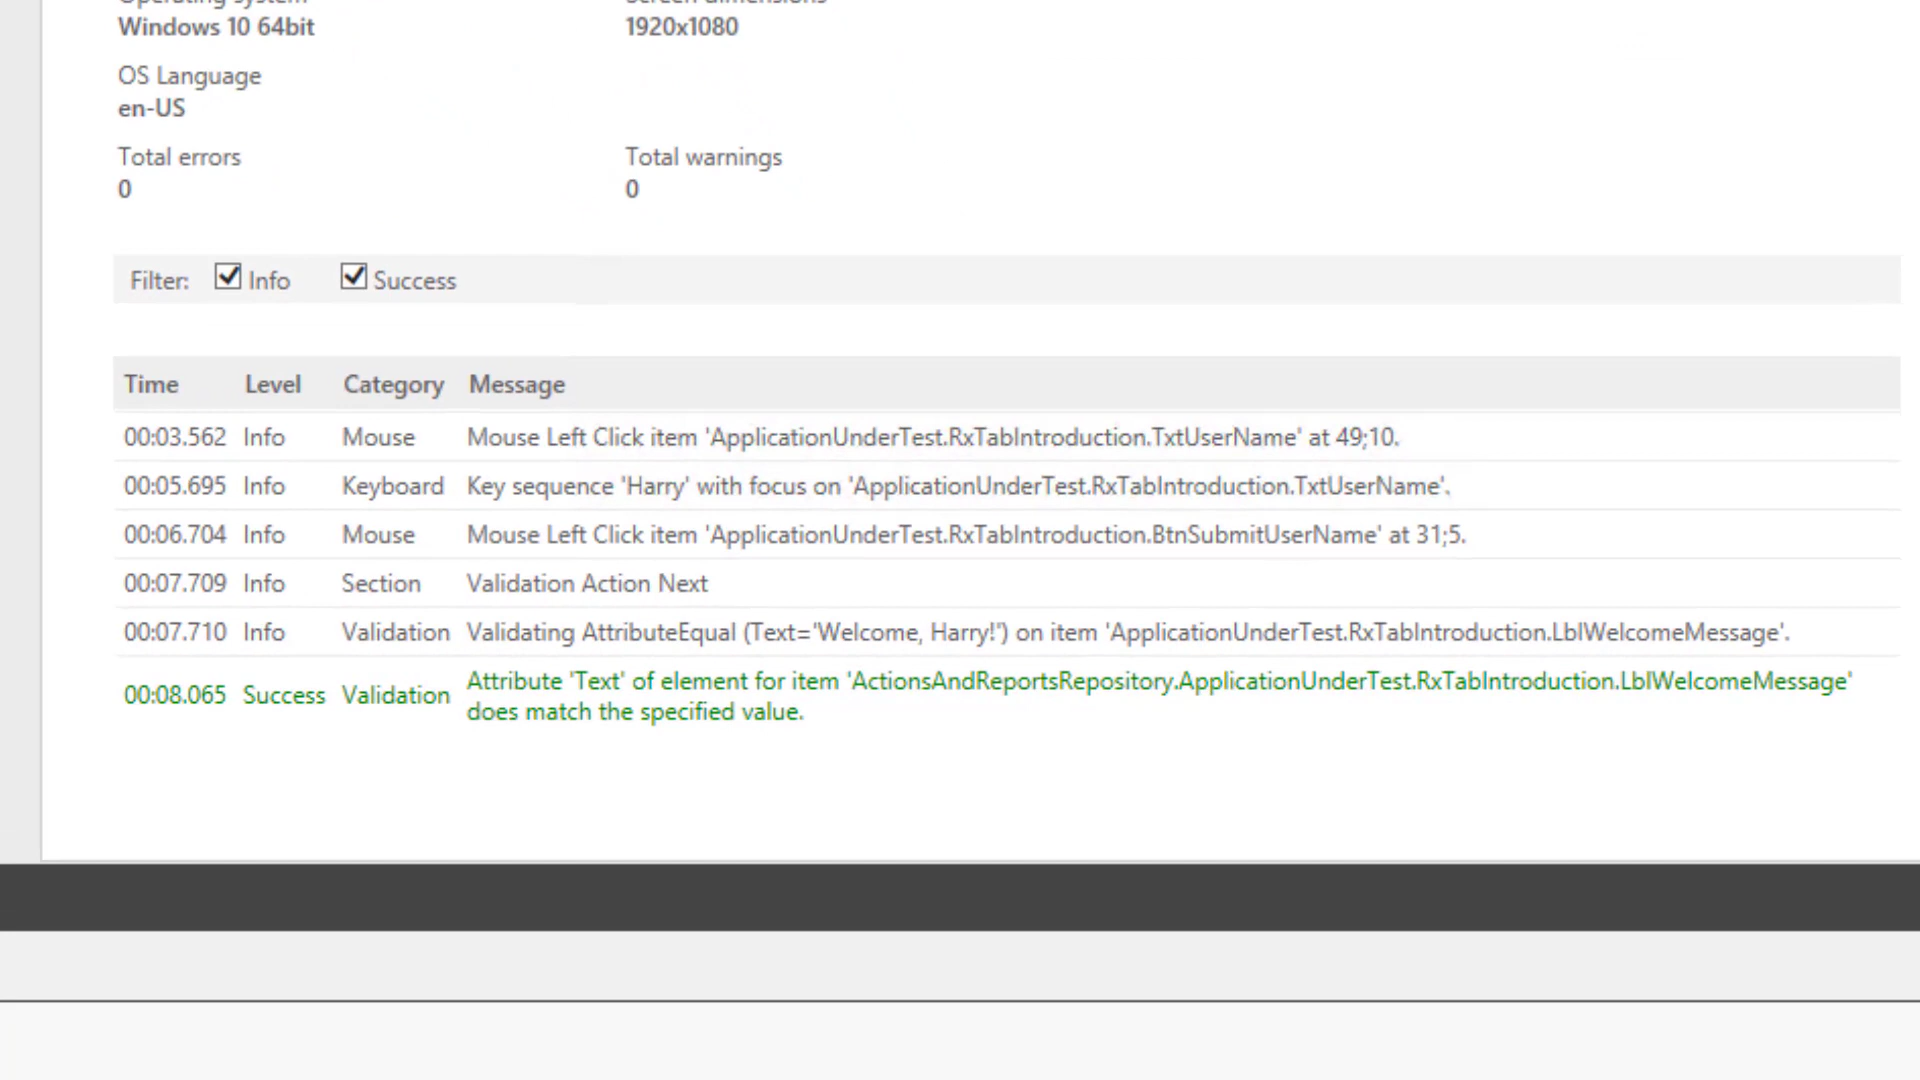 Operating system Screen dimensions
Windows 10 64bit 1920x1080
OS Language
en-US
Total errors Total warnings
0 0
Filter: Info Success
Time Level Category Message
00:03.562 Info Mouse Mouse Left Click item 'ApplicationUnderTest.RxTabIntroduction.TxtUserName' at 49;10.
00:05.695 Info Keyboard Key sequence 'Harry' with focus on 'ApplicationUnderTest.RxTabIntroduction.TxtUserName'.
00:06.704 Info Mouse Mouse Left Click item 'ApplicationUnderTest.RxTabIntroduction.BtnSubmitUserName' at 31;5.
00:07.709 Info Section Validation Action Next
00:07.710 Info Validation Validating AttributeEqual (Text='Welcome, Harry!') on item 'ApplicationUnderTest.RxTabIntroduction.LblWelcomeMessage'.
00:08.065 Success Validation Attribute 'Text' of element for item 'ActionsAndReportsRepository.ApplicationUnderTest.RxTabIntroduction.LblWelcomeMessage'
does match the specified value.